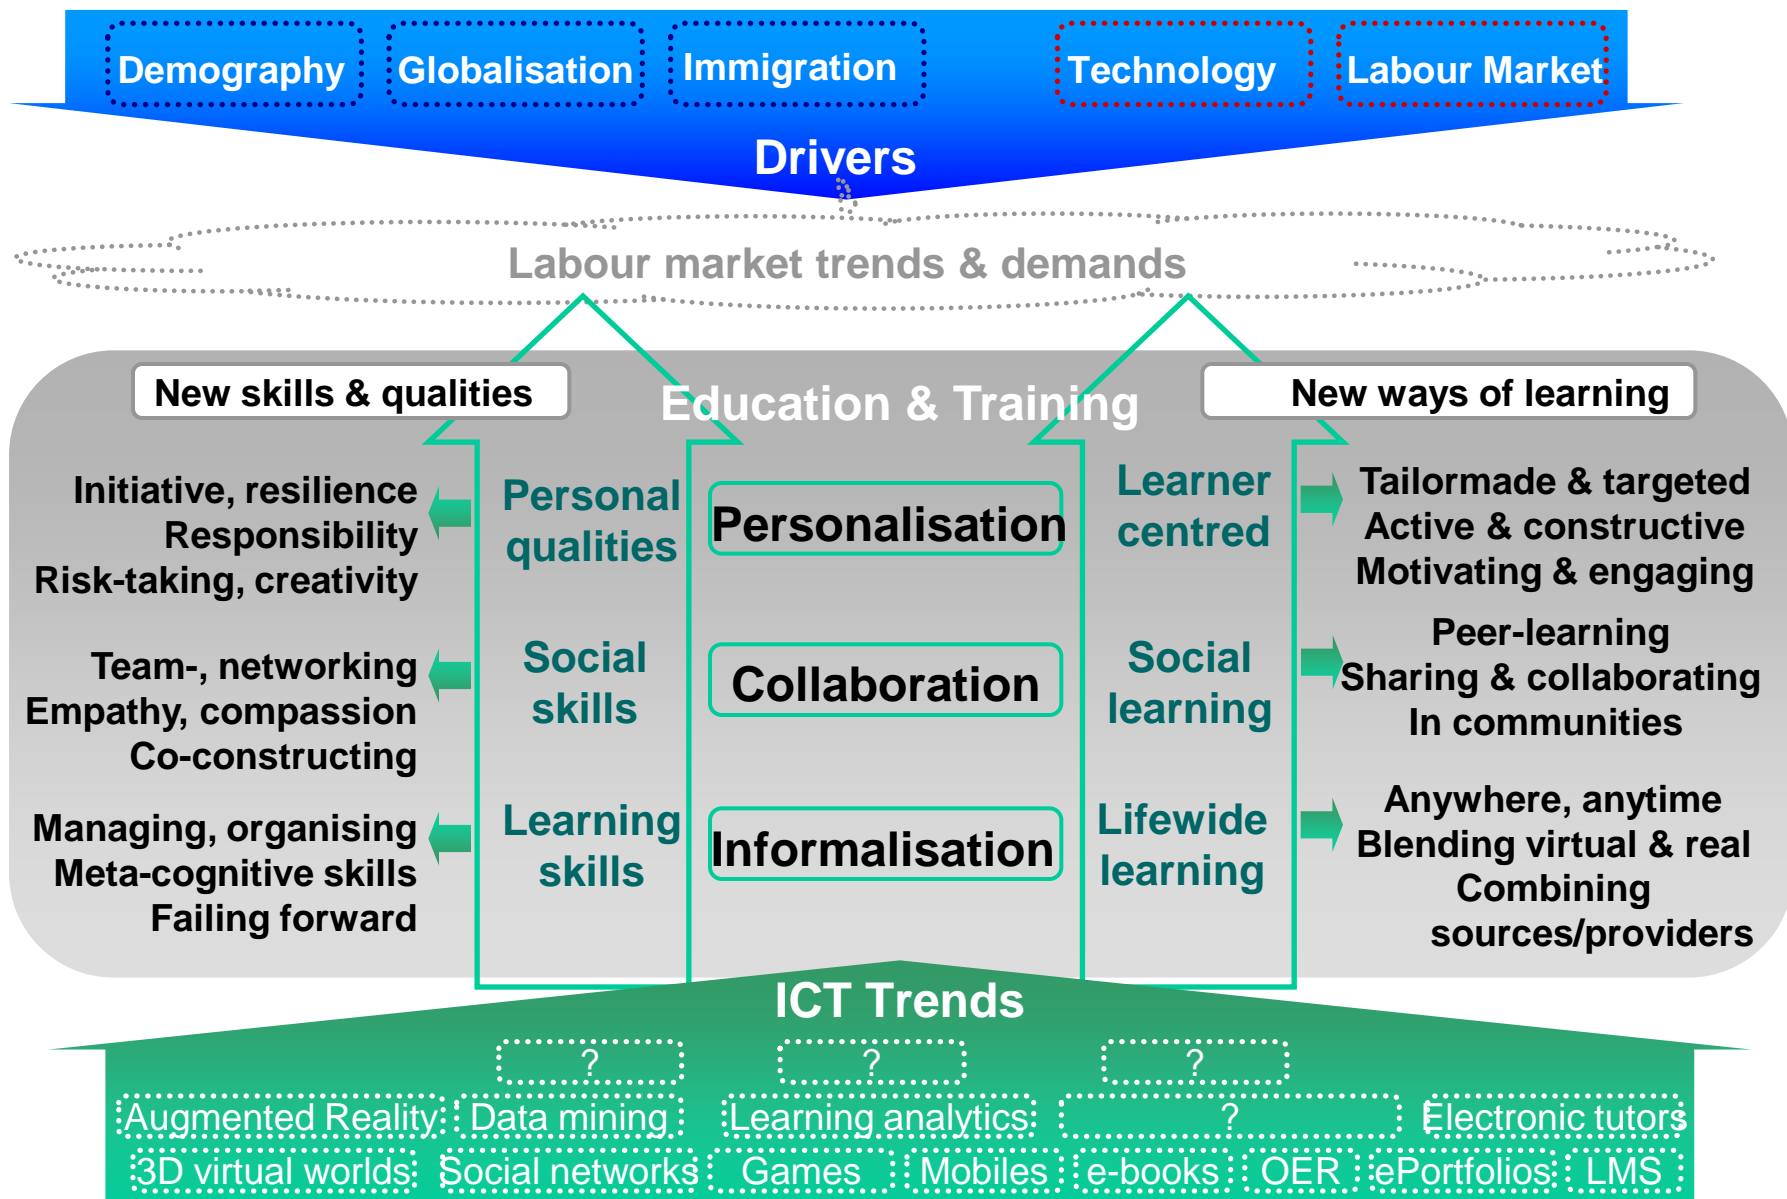 Demography
Globalisation
Immigration
Technology
Labour Market
Drivers
Labour market trends & demands
New skills & qualities
Education & Training
New ways of learning
Initiative, resilience
Responsibility
Risk-taking, creativity
Personal
qualities
Personalisation
Learner
centred
Tailormade & targeted
Active & constructive
Motivating & engaging
Team-, networking
Empathy, compassion
Co-constructing
Social
skills
Collaboration
Social
learning
Peer-learning
Sharing & collaborating
In communities
Managing, organising
Meta-cognitive skills
Failing forward
Learning
skills
Informalisation
Lifewide
learning
Anywhere, anytime
Blending virtual & real
Combining
sources/providers
ICT Trends
?
?
?
Augmented Reality
Data mining
Learning analytics
?
Electronic tutors
3D virtual worlds
Social networks
Games
Mobiles
e-books
OER
ePortfolios
LMS